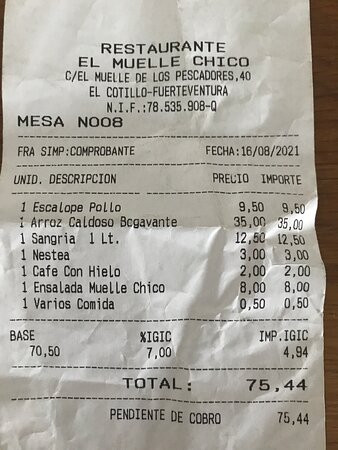 RESTAURANTE
EL MUELLE CHICO
C/EL MUELLE DE LOS PESCADORES,40
EL COTILLO-FUERTEVENTURA
N.I.F.:78.535.908-Q
MESA NO08
FRA SIMP:COMPROBANTE FECHA:16/08/2021
UNID. DESCRIPCION PRECIO IMPORTE
1 Escalope Pollo 9,50 9,50
1 Arroz Caldoso Bogavante 35,00 35,00
1 Sangria 1 Lt. 12,50 12,50
1 Nestea 3,00 3,00
1 Cafe Con Hielo 2,00 2,00
1 Ensalada Muelle Chico 8,00 8,00
1 Varios Comida 0,50 0,50
BASE %IGIC IMP.IGIC
70,50 7,00 4,94
TOTAL: 75,44
PENDIENTE DE COBRO 75,44